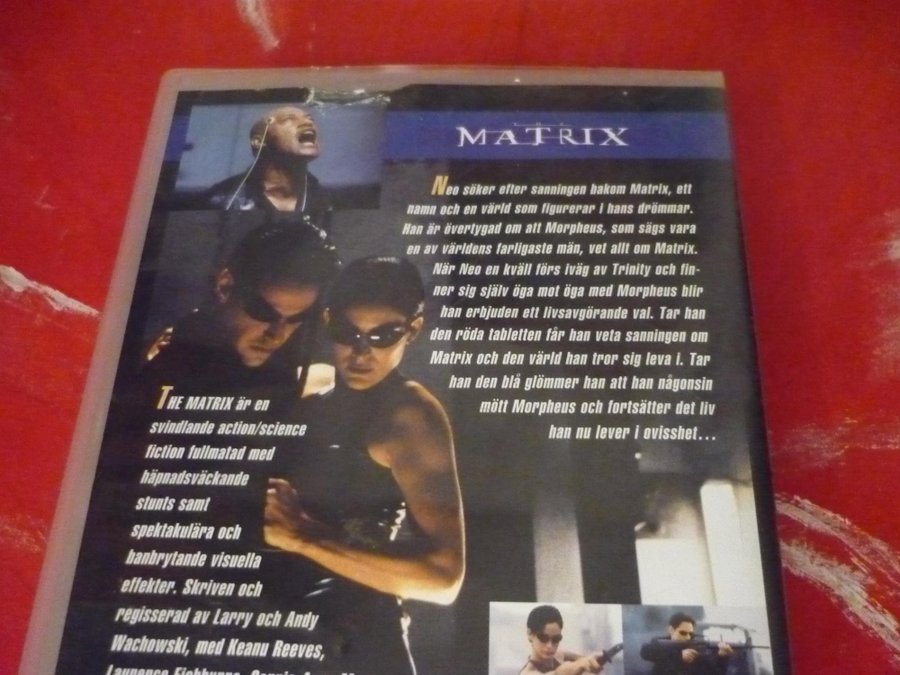 THE
MATRIX
Neo söker efter sanningen bakom Matrix, ett
namn och en värld som figurerar i hans drömmar.
Han är övertygad om att Morpheus, som sägs vara
en av världens farligaste män, vet allt om Matrix.
När Neo en kväll förs iväg av Trinity och fin-
ner sig själv öga mot öga med Morpheus blir
han erbjuden ett livsavgörande val. Tar han
den röda tabletten får han veta sanningen om
Matrix och den värld han tror sig leva i. Tar
han den blå glömmer han att han någonsin
mött Morpheus och fortsätter det liv
han nu lever i ovisshet...
THE MATRIX är en
svindlande action/science
fiction fullmatad med
häpnadsväckande
stunts samt
spektakulära och
banbrytande visuella
effekter. Skriven och
regisserad av Larry och Andy
Wachowski, med Keanu Reeves,